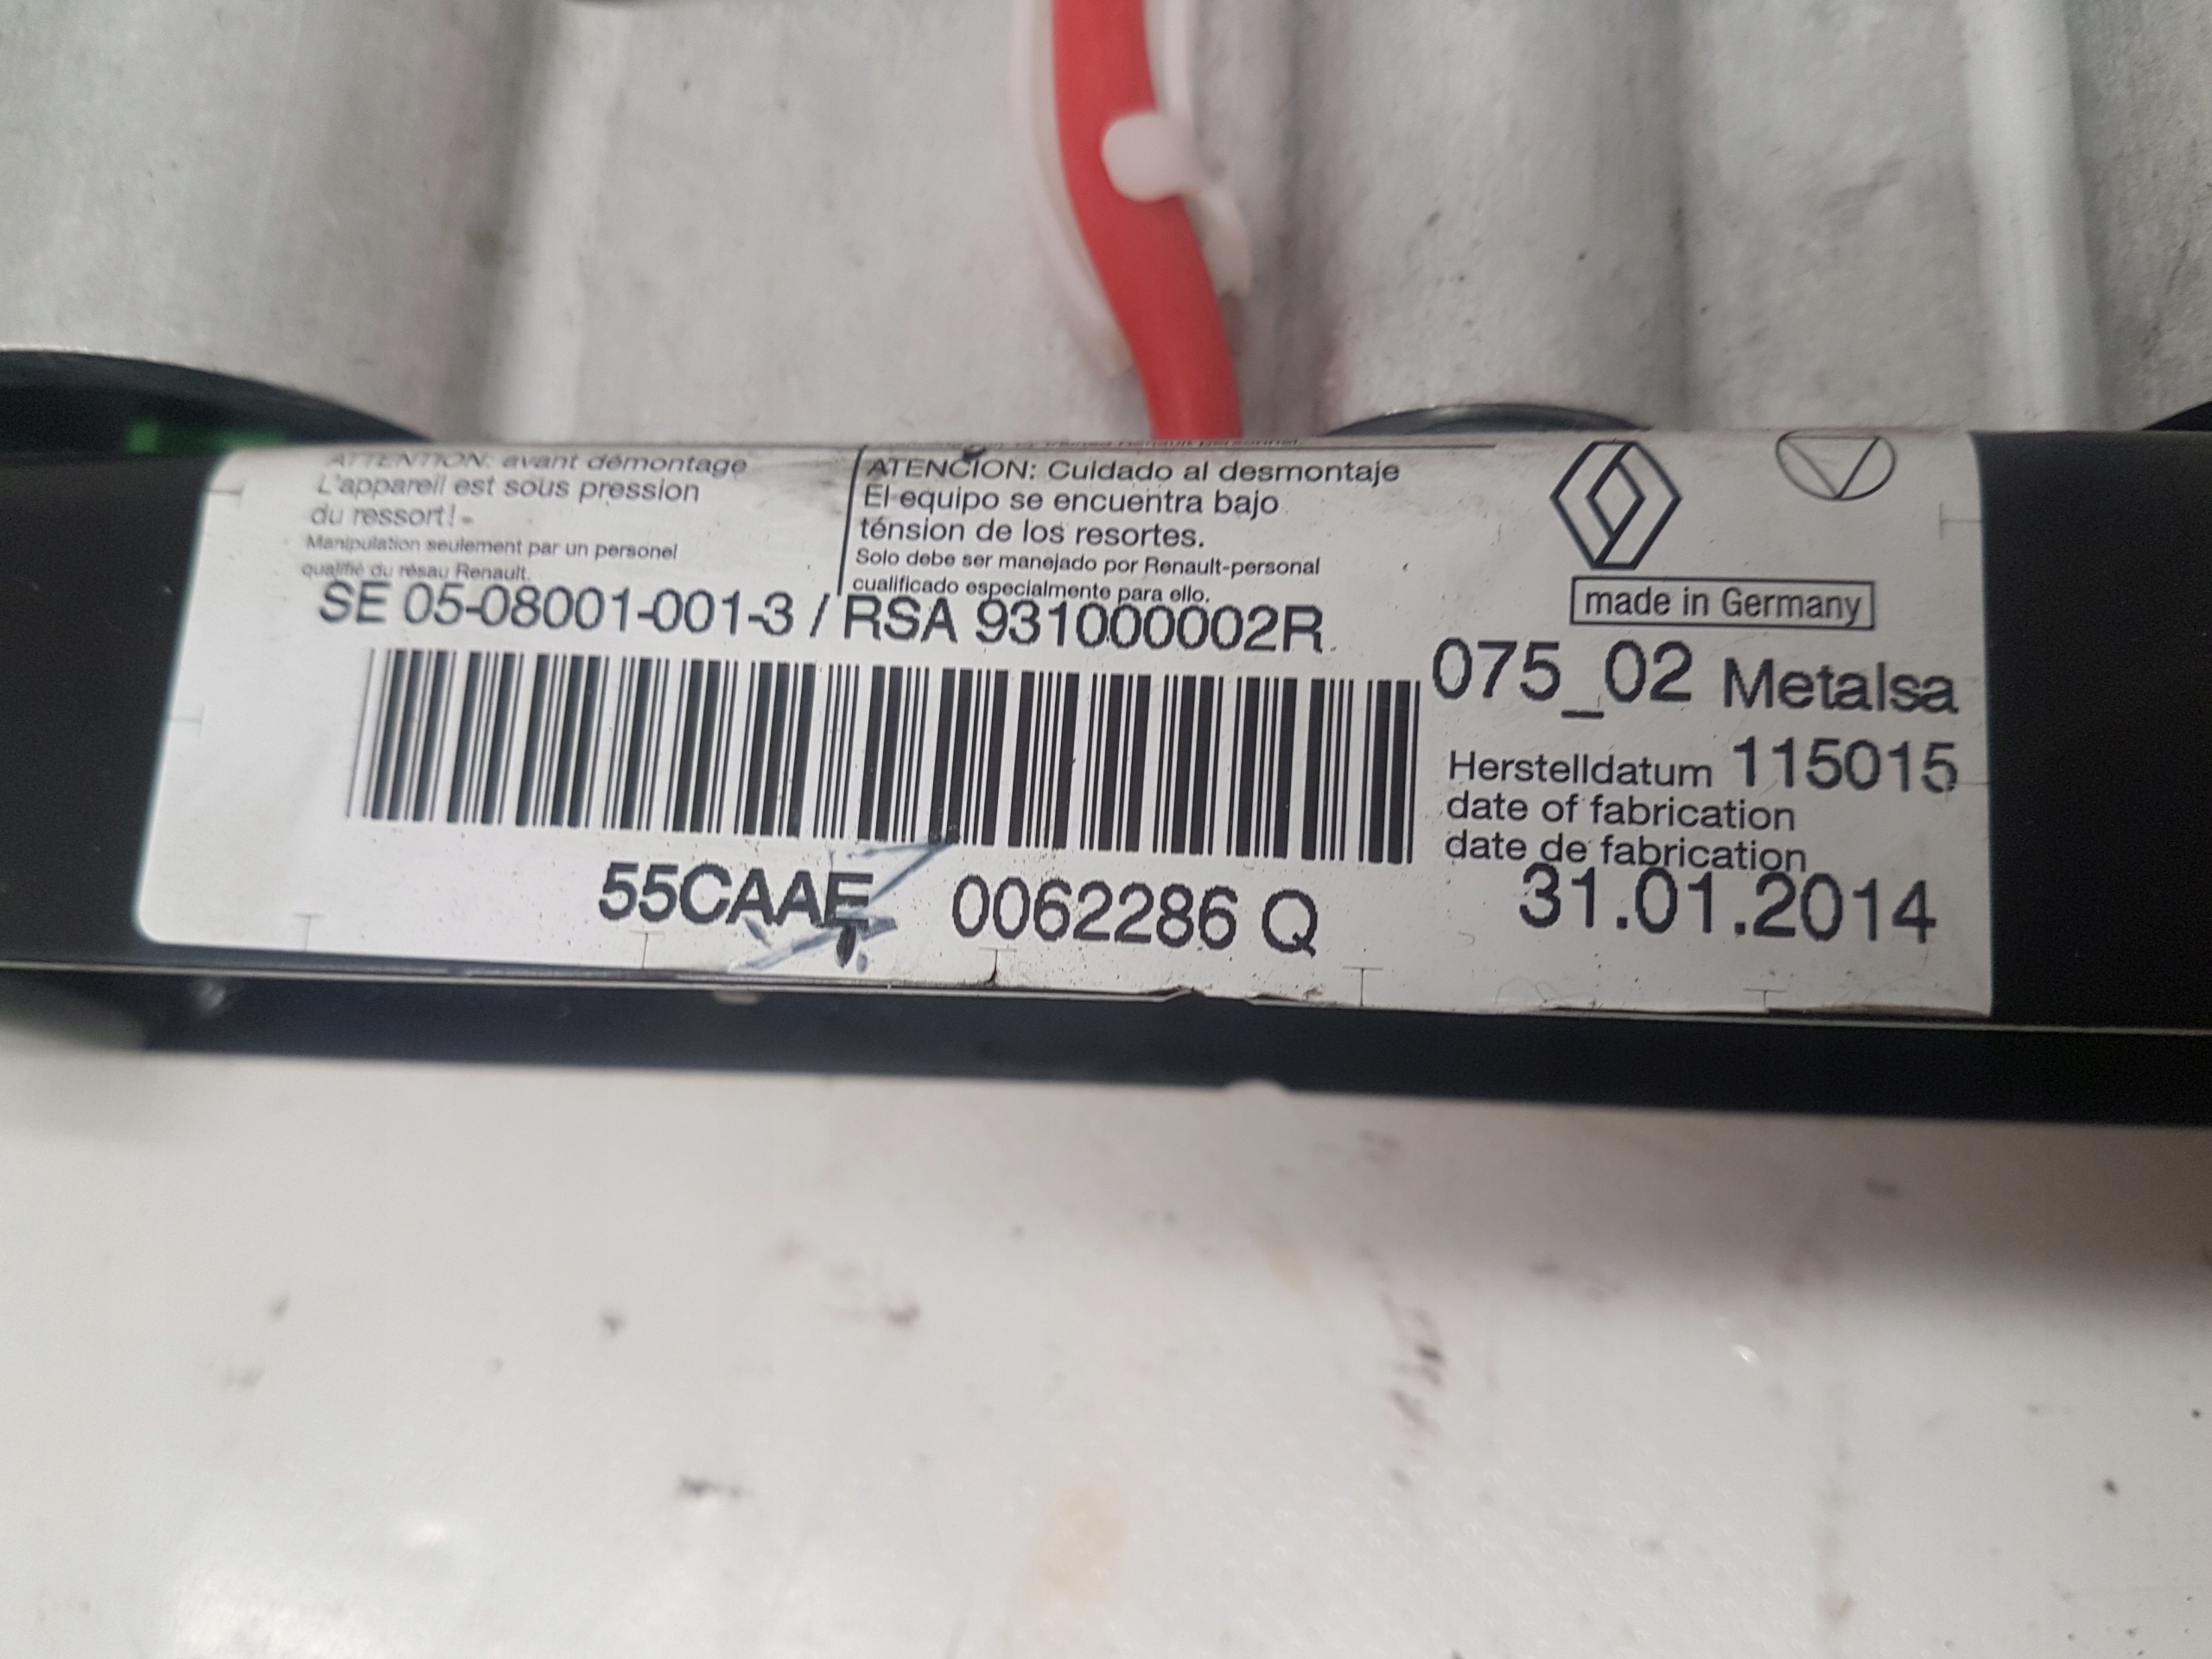 ATTENTION: avant démontage
L'appareil est sous pression
du ressort!
Manipulation seulement par un personel
qualifié du résau Renault.
ATENCION: Cuidado al desmontaje
El equipo se encuentra bajo
ténsion de los resortes.
Solo debe ser manejado por Renault-personal
cualificado especialmente para ello.
made in Germany
SE 05-08001-001-3 / RSA 931000002R
075_02 Metalsa
Herstelldatum 115015
date of fabrication
date de fabrication
31.01.2014
55CAAE 0062286 Q